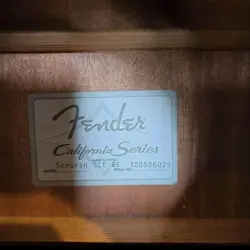 Fender
California Series
Sonoran SCE BK 120506029